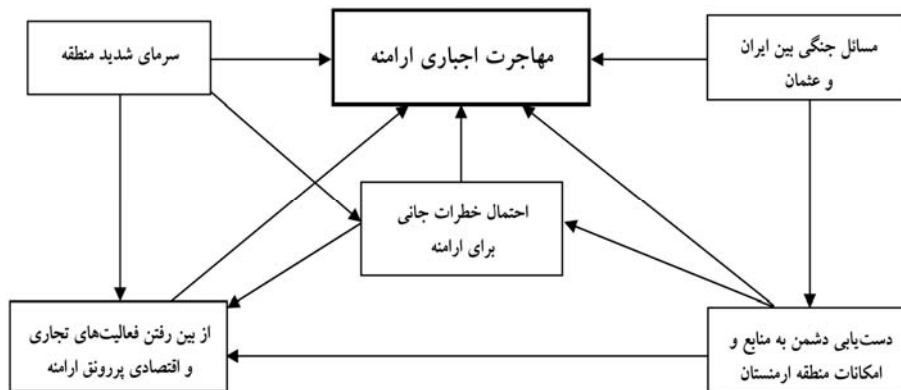 مسائل جنگی بین ایران
و عثمان
مهاجرت اجباری ارامنه
سرمای شدید منطقه
احتمال خطرات جانی
برای ارامنه
دست‌یابی دشمن به منابع و
امکانات منطقه ارمنستان
از بین رفتن فعالیت‌های تجاری
و اقتصادی پررونق ارامنه